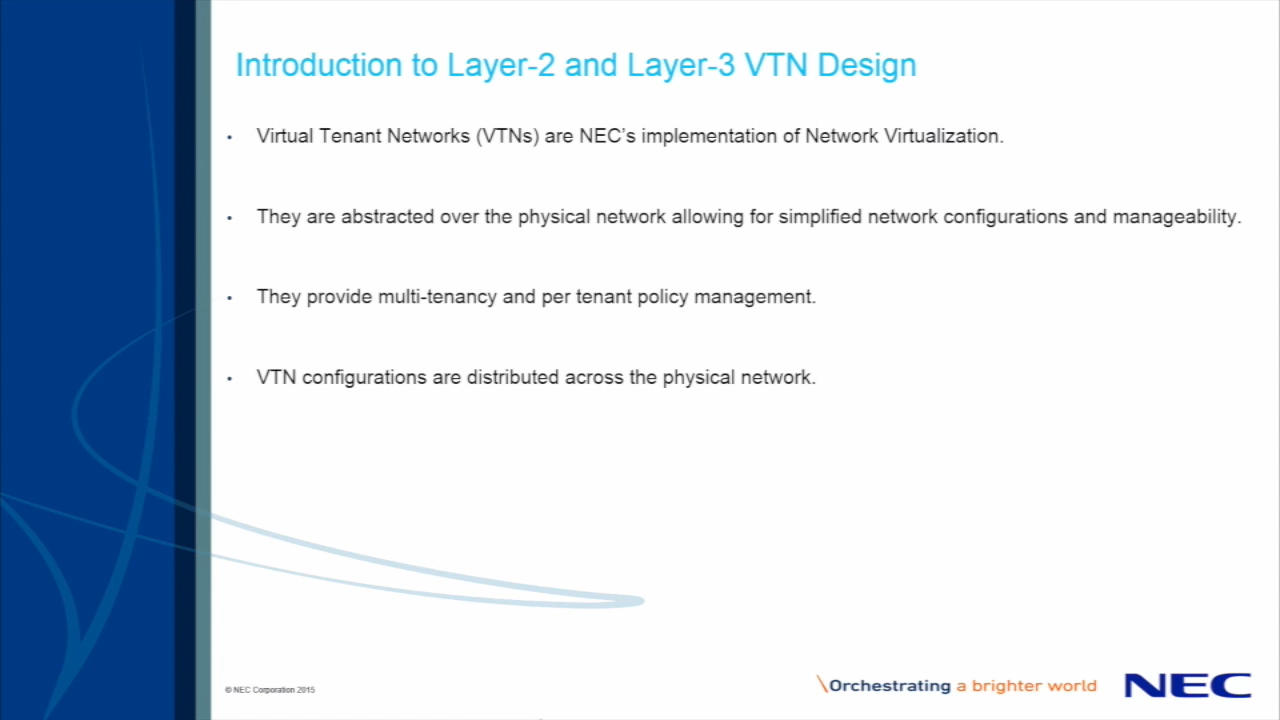 Introduction to Layer-2 and Layer-3 VTN Design
• Virtual Tenant Networks (VTNs) are NEC’s implementation of Network Virtualization.
• They are abstracted over the physical network allowing for simplified network configurations and manageability.
• They provide multi-tenancy and per tenant policy management.
• VTN configurations are distributed across the physical network.
© NEC Corporation 2015
\Orchestrating a brighter world
NEC